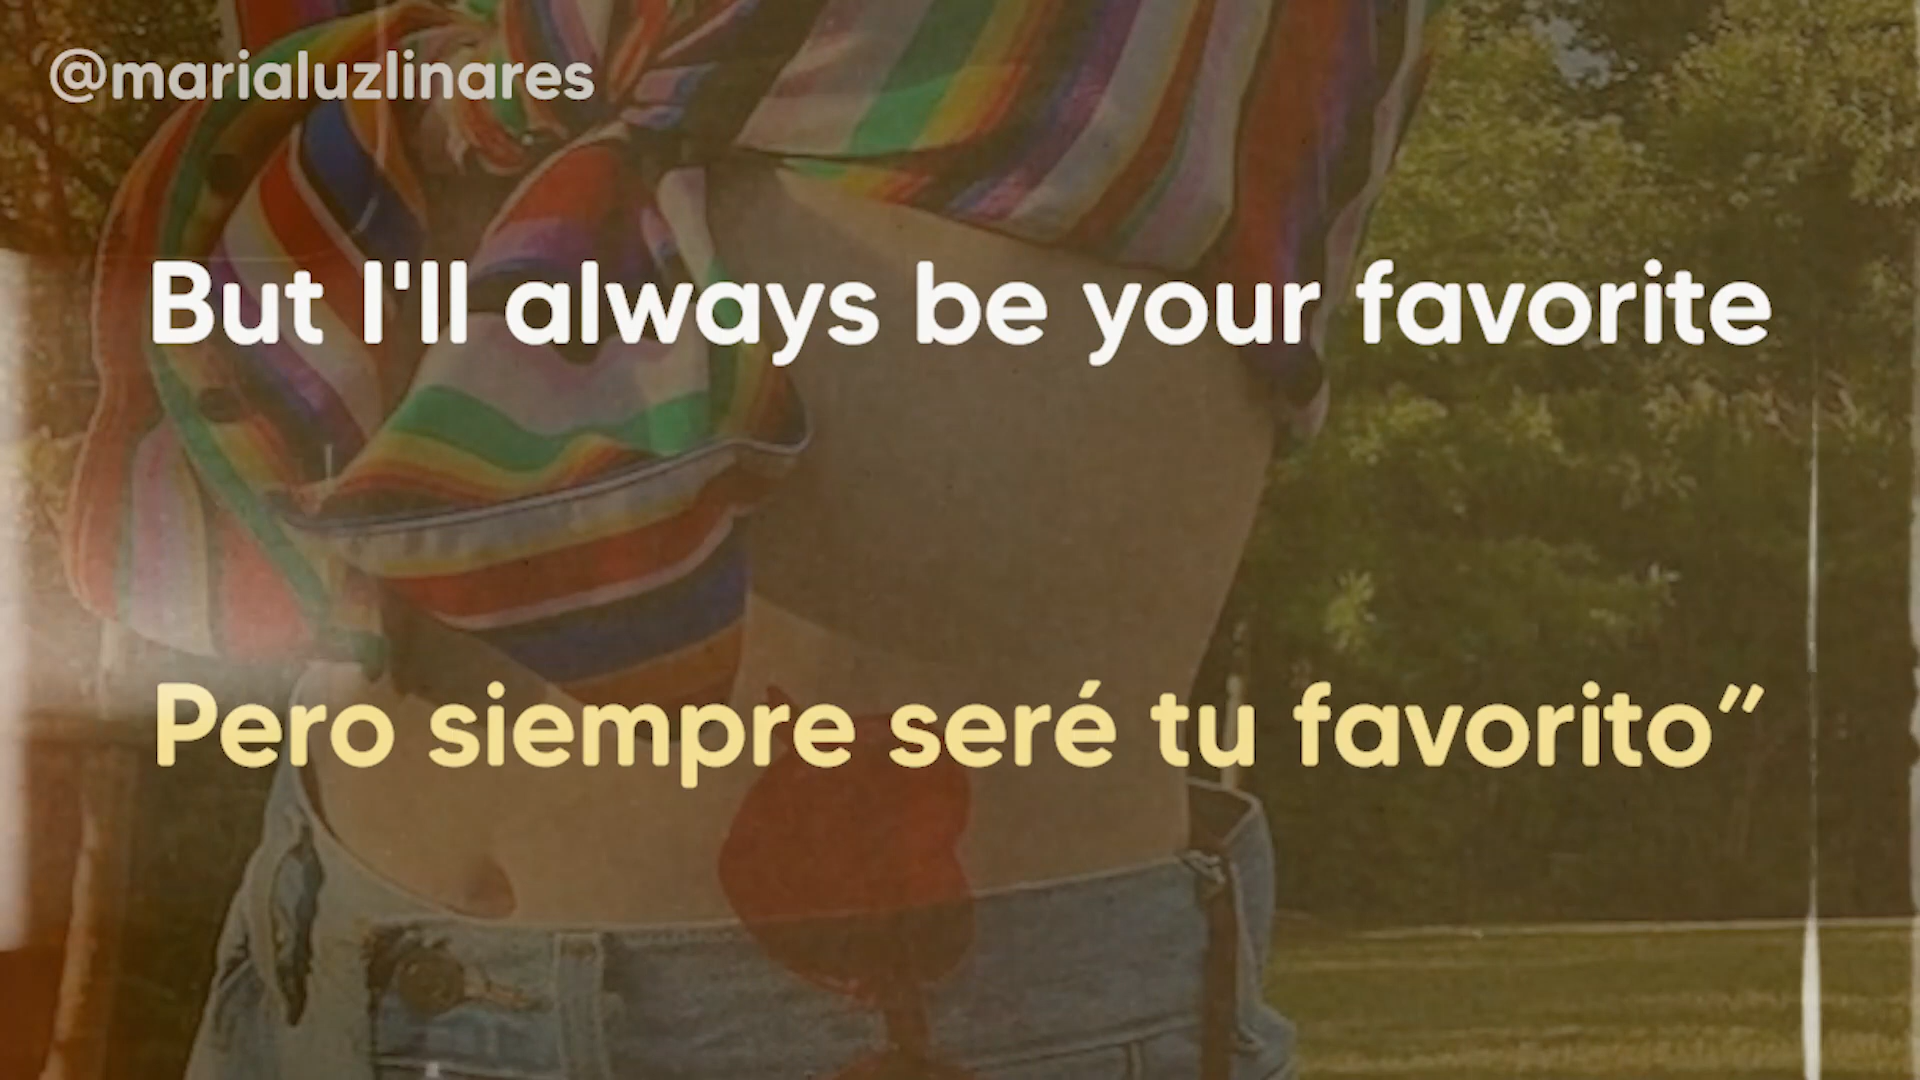 @marialuzlinares
But I'll always be your favorite
Pero siempre seré tu favorito”